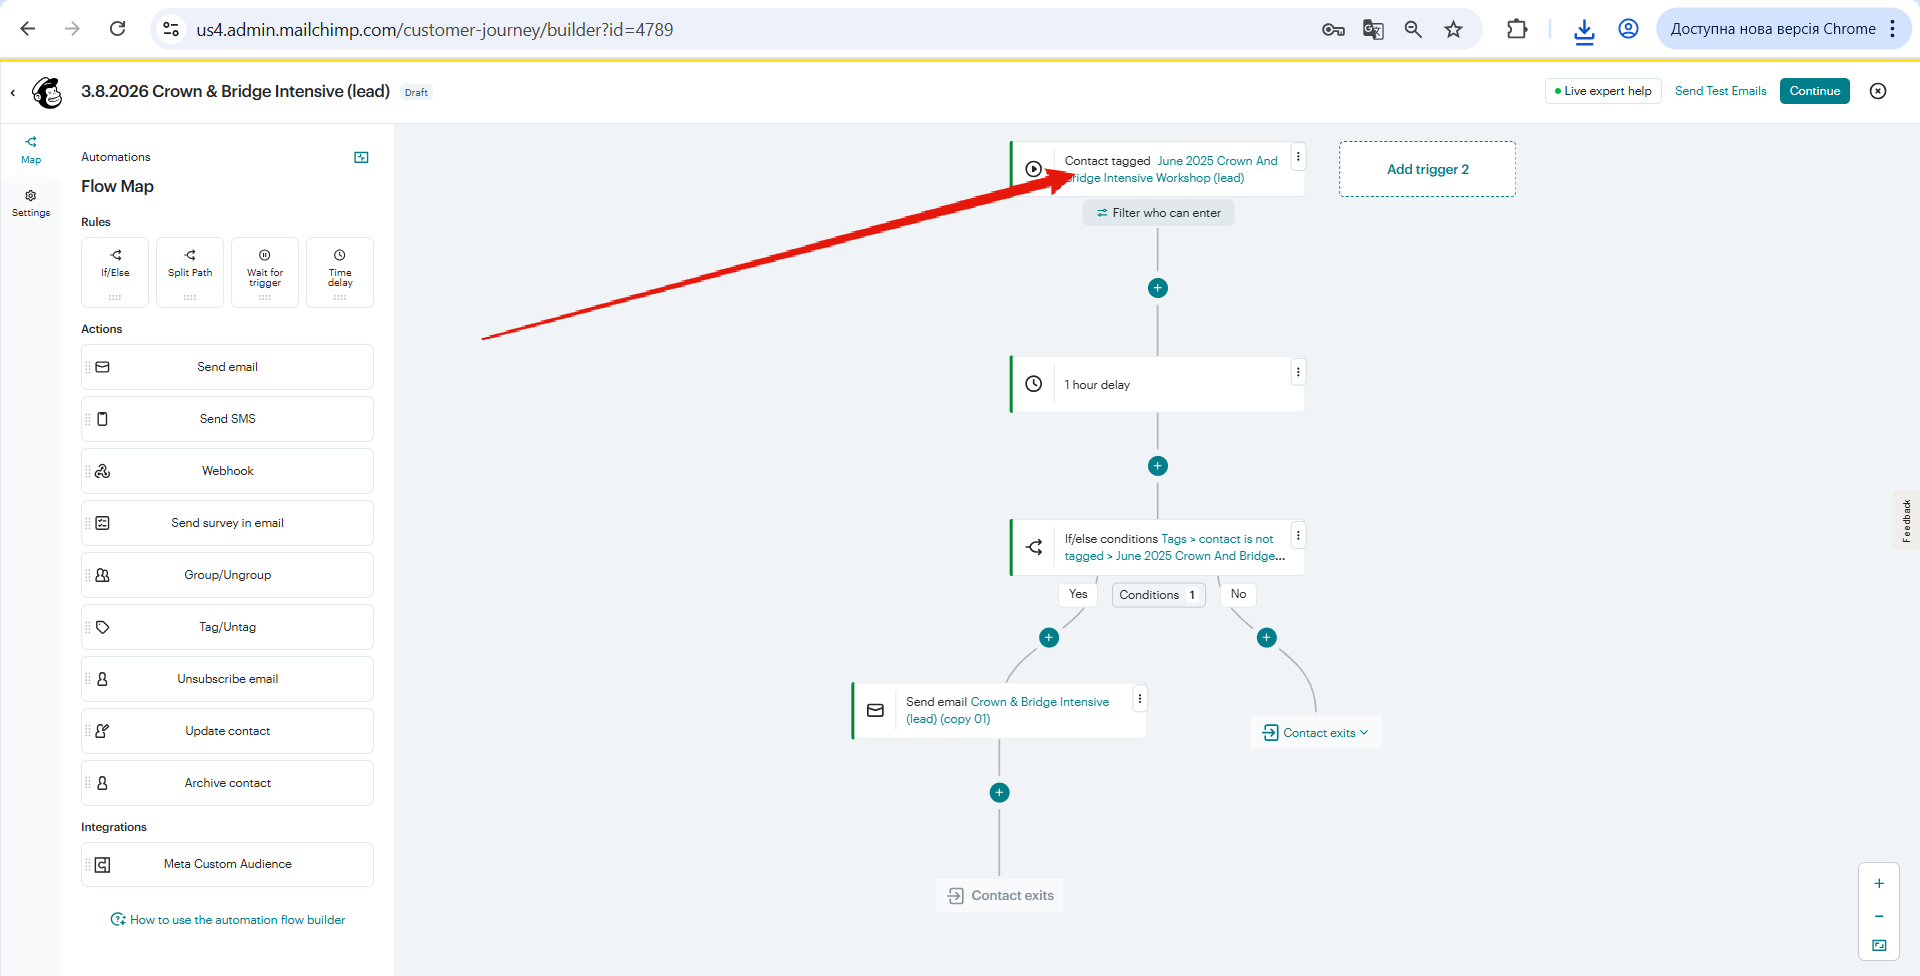 us4.admin.mailchimp.com/customer-journey/builder?id=4789
Доступна нова версія Chrome
3.8.2026 Crown & Bridge Intensive (lead)
Draft
Live expert help
Send Test Emails
Continue
Map
Settings
Automations
Flow Map
Rules
If/Else
Split Path
Wait for
trigger
Time
delay
Actions
Send email
Send SMS
Webhook
Send survey in email
Group/Ungroup
Tag/Untag
Unsubscribe email
Update contact
Archive contact
Integrations
Meta Custom Audience
How to use the automation flow builder
Contact tagged June 2025 Crown And
Bridge Intensive Workshop (lead)
Add trigger 2
Filter who can enter
1 hour delay
If/else conditions Tags > contact is not
tagged > June 2025 Crown And Bridge...
Yes
Conditions 1
No
Send email Crown & Bridge Intensive
(lead) (copy 01)
Contact exits
Contact exits
Feedback